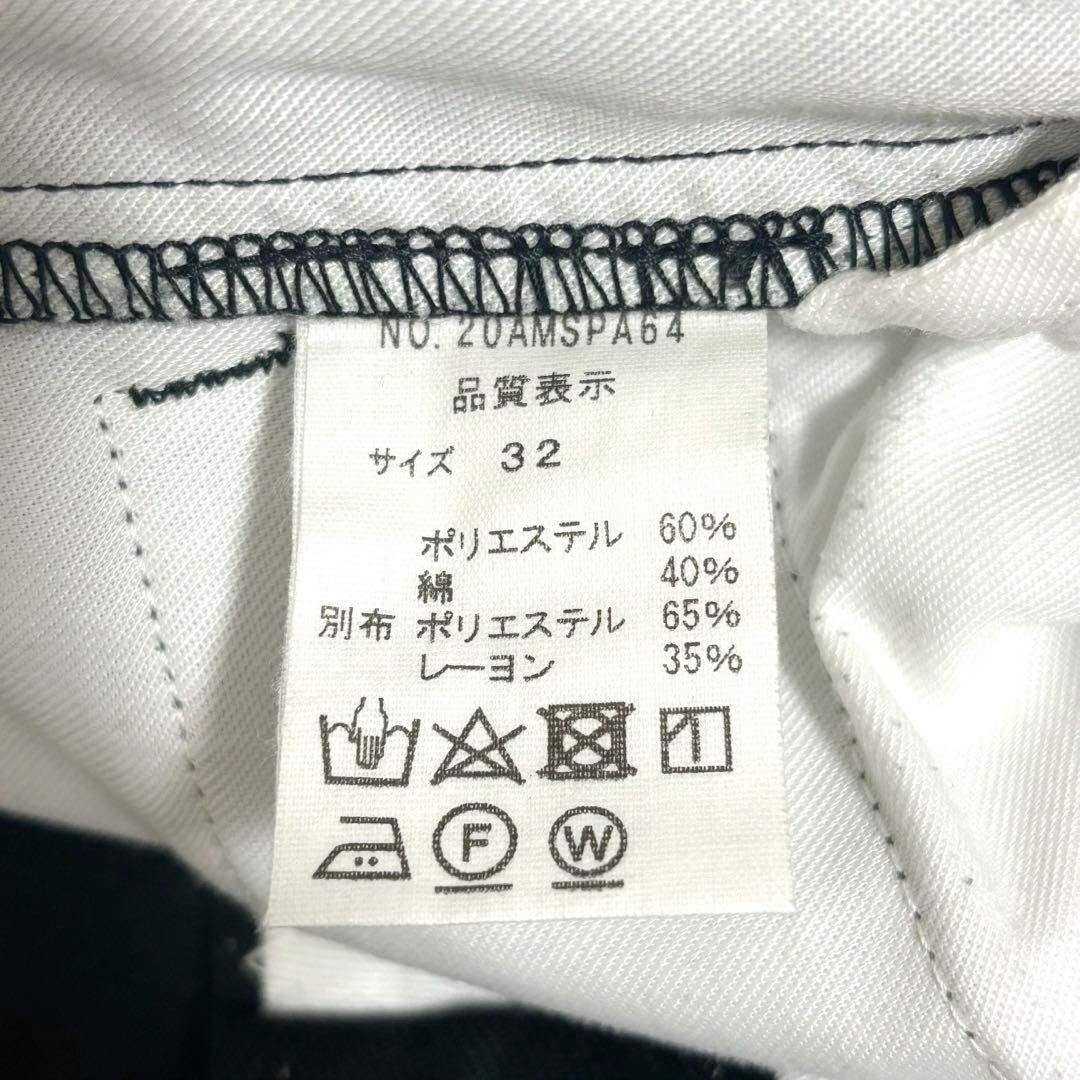 NO. 20AMSPA64
品質表示
サイズ 32
ポリエステル 60%
綿 40%
別布 ポリエステル 65%
レーヨン 35%
F W